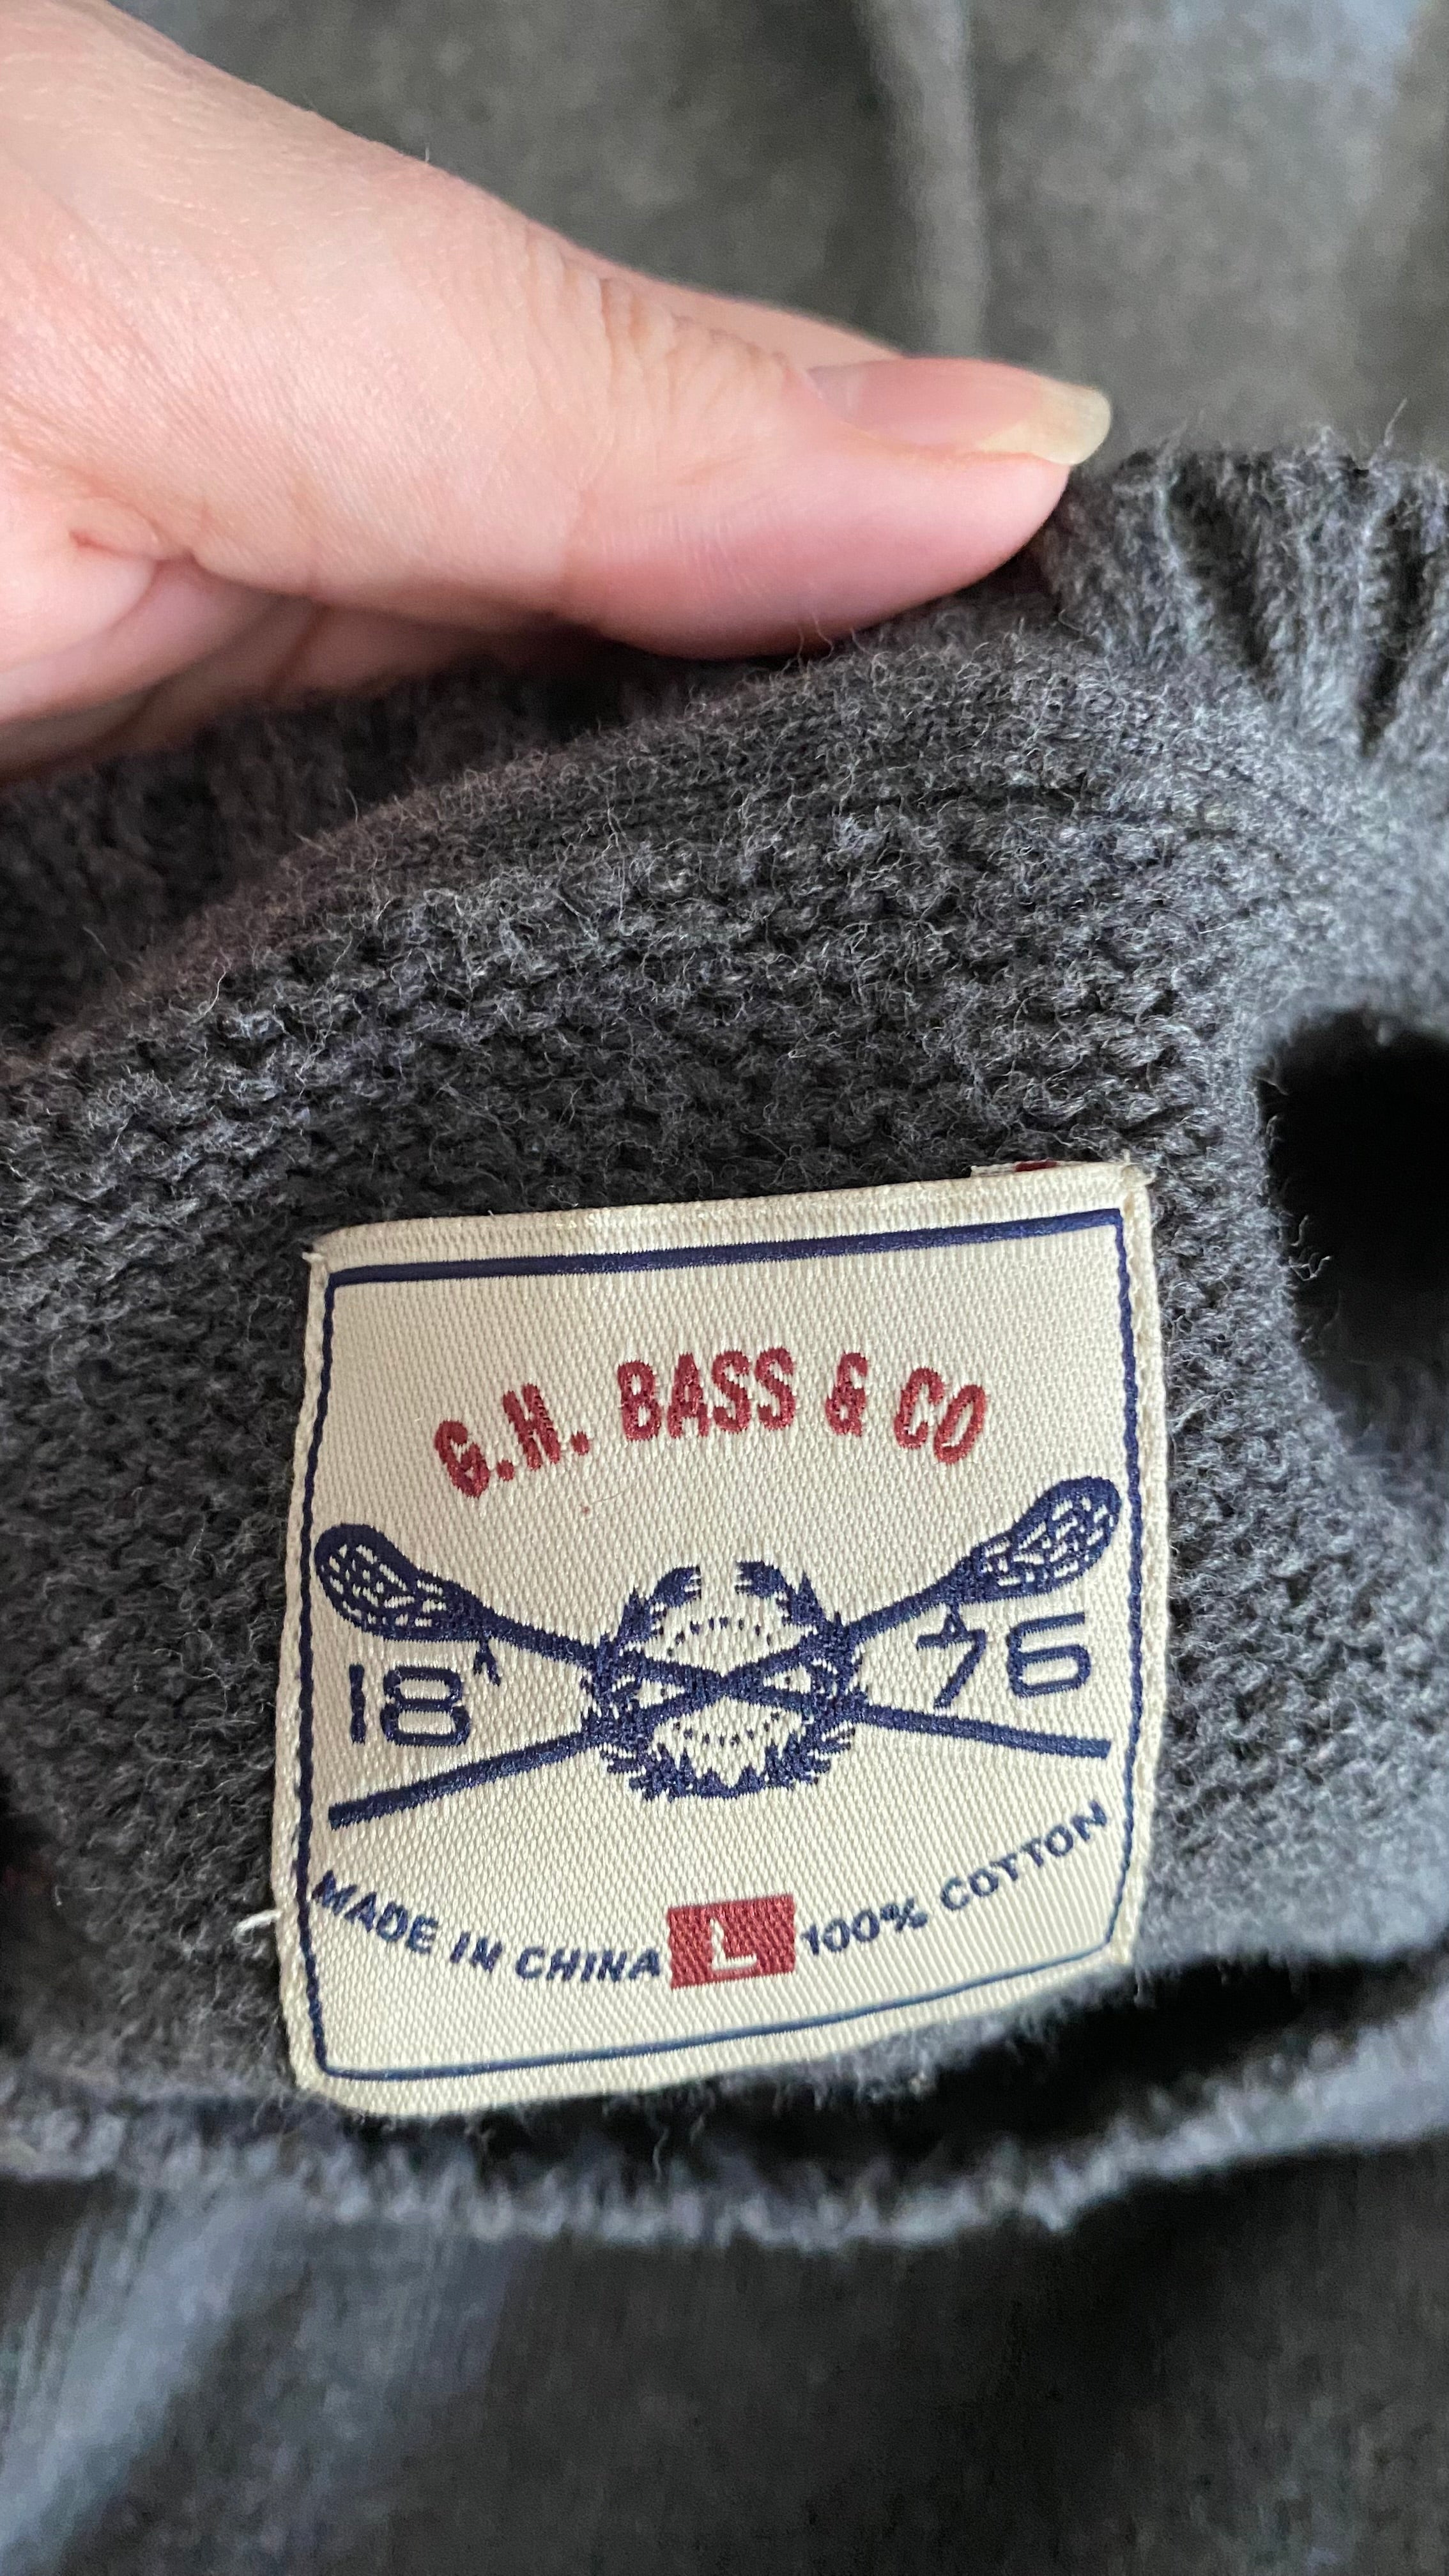 G.H. BASS & CO
18 76
MADE IN CHINA L 100% COTTON